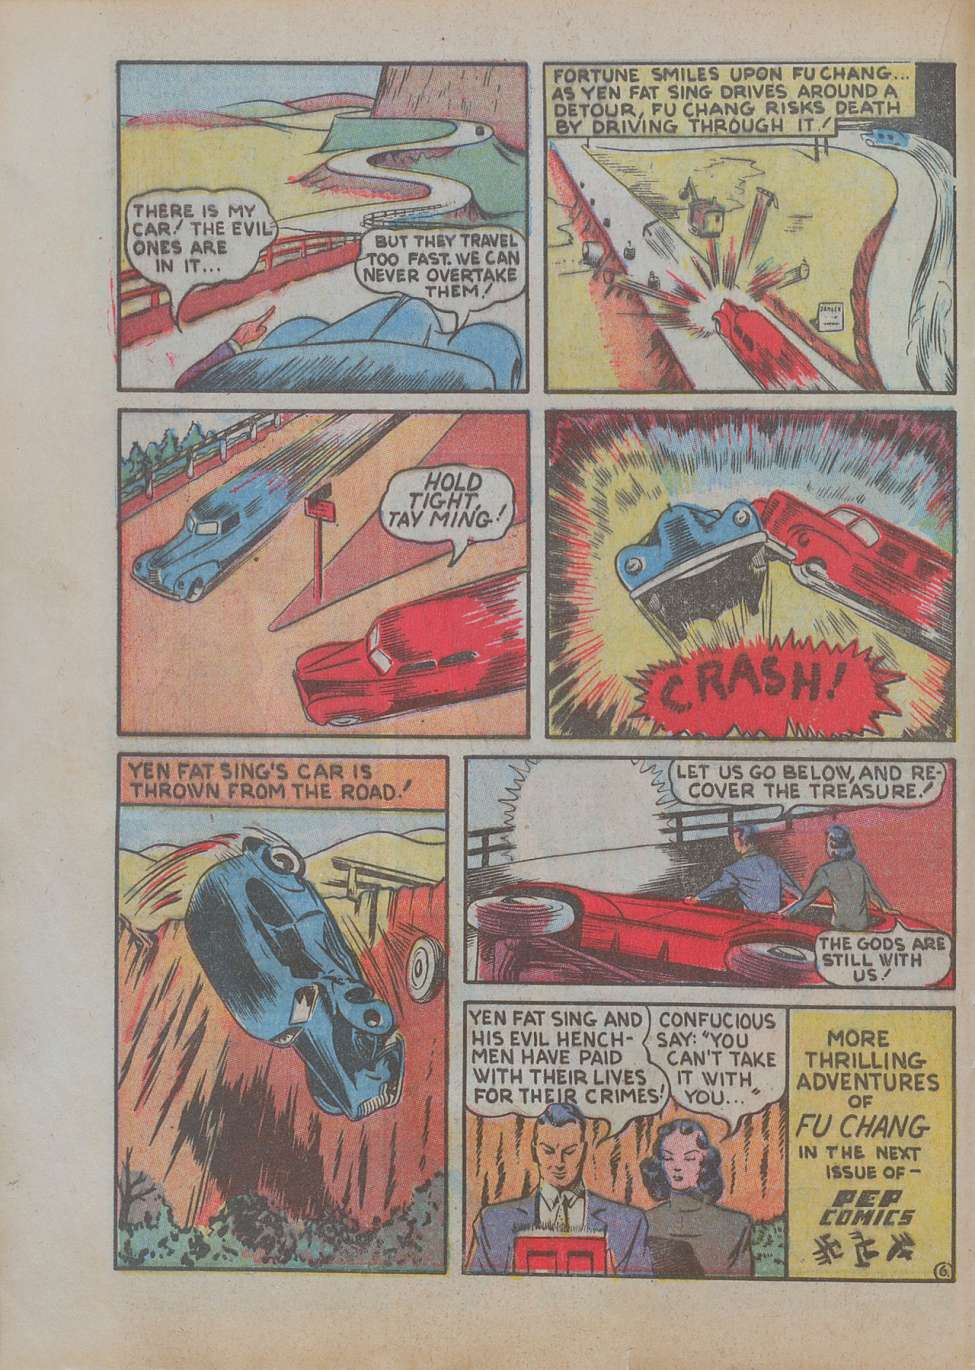 THERE IS MY
CAR! THE EVIL
ONES ARE
IN IT...
BUT THEY TRAVEL
TOO FAST. WE CAN
NEVER OVERTAKE
THEM!
FORTUNE SMILES UPON FU CHANG...
AS YEN FAT SING DRIVES AROUND A
DETOUR, FU CHANG RISKS DEATH
BY DRIVING THROUGH IT!
DANGER
HOLD
TIGHT,
TAY MING!
CRASH!
YEN FAT SING'S CAR IS
THROWN FROM THE ROAD!
LET US GO BELOW, AND RE-
COVER THE TREASURE!
THE GODS ARE
STILL WITH
US!
YEN FAT SING AND
HIS EVIL HENCH-
MEN HAVE PAID
WITH THEIR LIVES
FOR THEIR CRIMES!
CONFUCIOUS
SAY: "YOU
CAN'T TAKE
IT WITH
YOU..."
MORE
THRILLING
ADVENTURES
OF
FU CHANG
IN THE NEXT
ISSUE OF-
PEP
COMICS
6